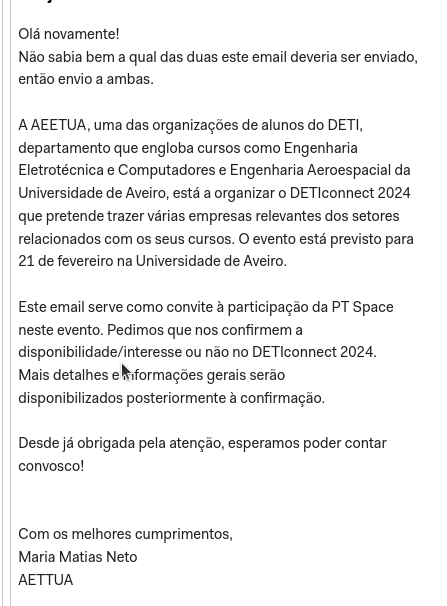 Olá novamente!
Não sabia bem a qual das duas este email deveria ser enviado,
então envio a ambas.
A AEETUA, uma das organizações de alunos do DETI,
departamento que engloba cursos como Engenharia
Eletrotécnica e Computadores e Engenharia Aeroespacial da
Universidade de Aveiro, está a organizar o DETIconnect 2024
que pretende trazer várias empresas relevantes dos setores
relacionados com os seus cursos. O evento está previsto para
21 de fevereiro na Universidade de Aveiro.
Este email serve como convite à participação da PT Space
neste evento. Pedimos que nos confirmem a
disponibilidade/interesse ou não no DETIconnect 2024.
Mais detalhes e informações gerais serão
disponibilizados posteriormente à confirmação.
Desde já obrigada pela atenção, esperamos poder contar
convosco!
Com os melhores cumprimentos,
Maria Matias Neto
AETTUA